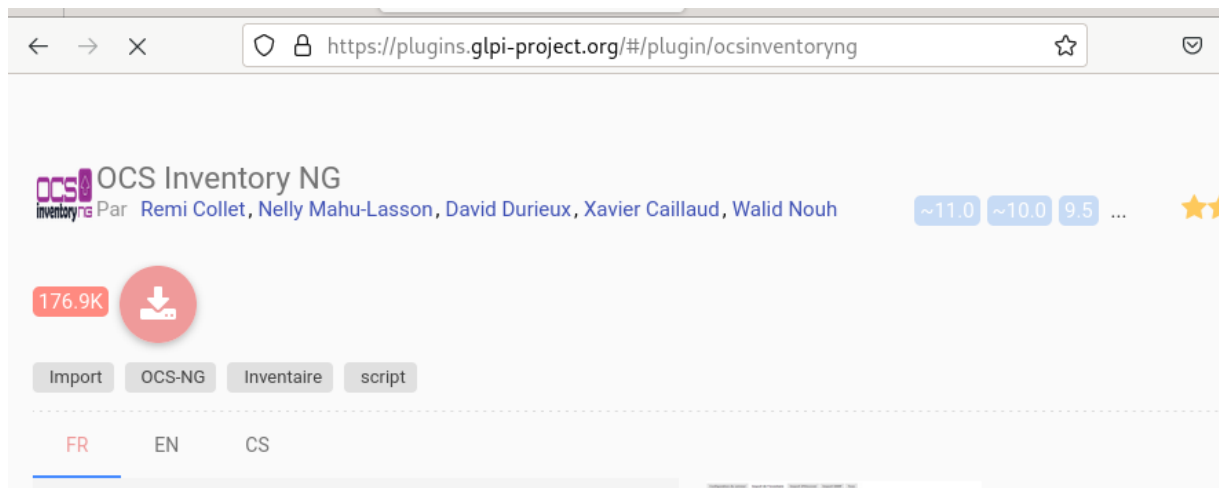 https://plugins.glpi-project.org/#/plugin/ocsinventoryng
OCS Inventory NG
OCS inventory NG
Par Remi Collet, Nelly Mahu-Lasson, David Durieux, Xavier Caillaud, Walid Nouh
~11.0 ~10.0 9.5 ...
176.9K
Import OCS-NG Inventaire script
FR EN CS